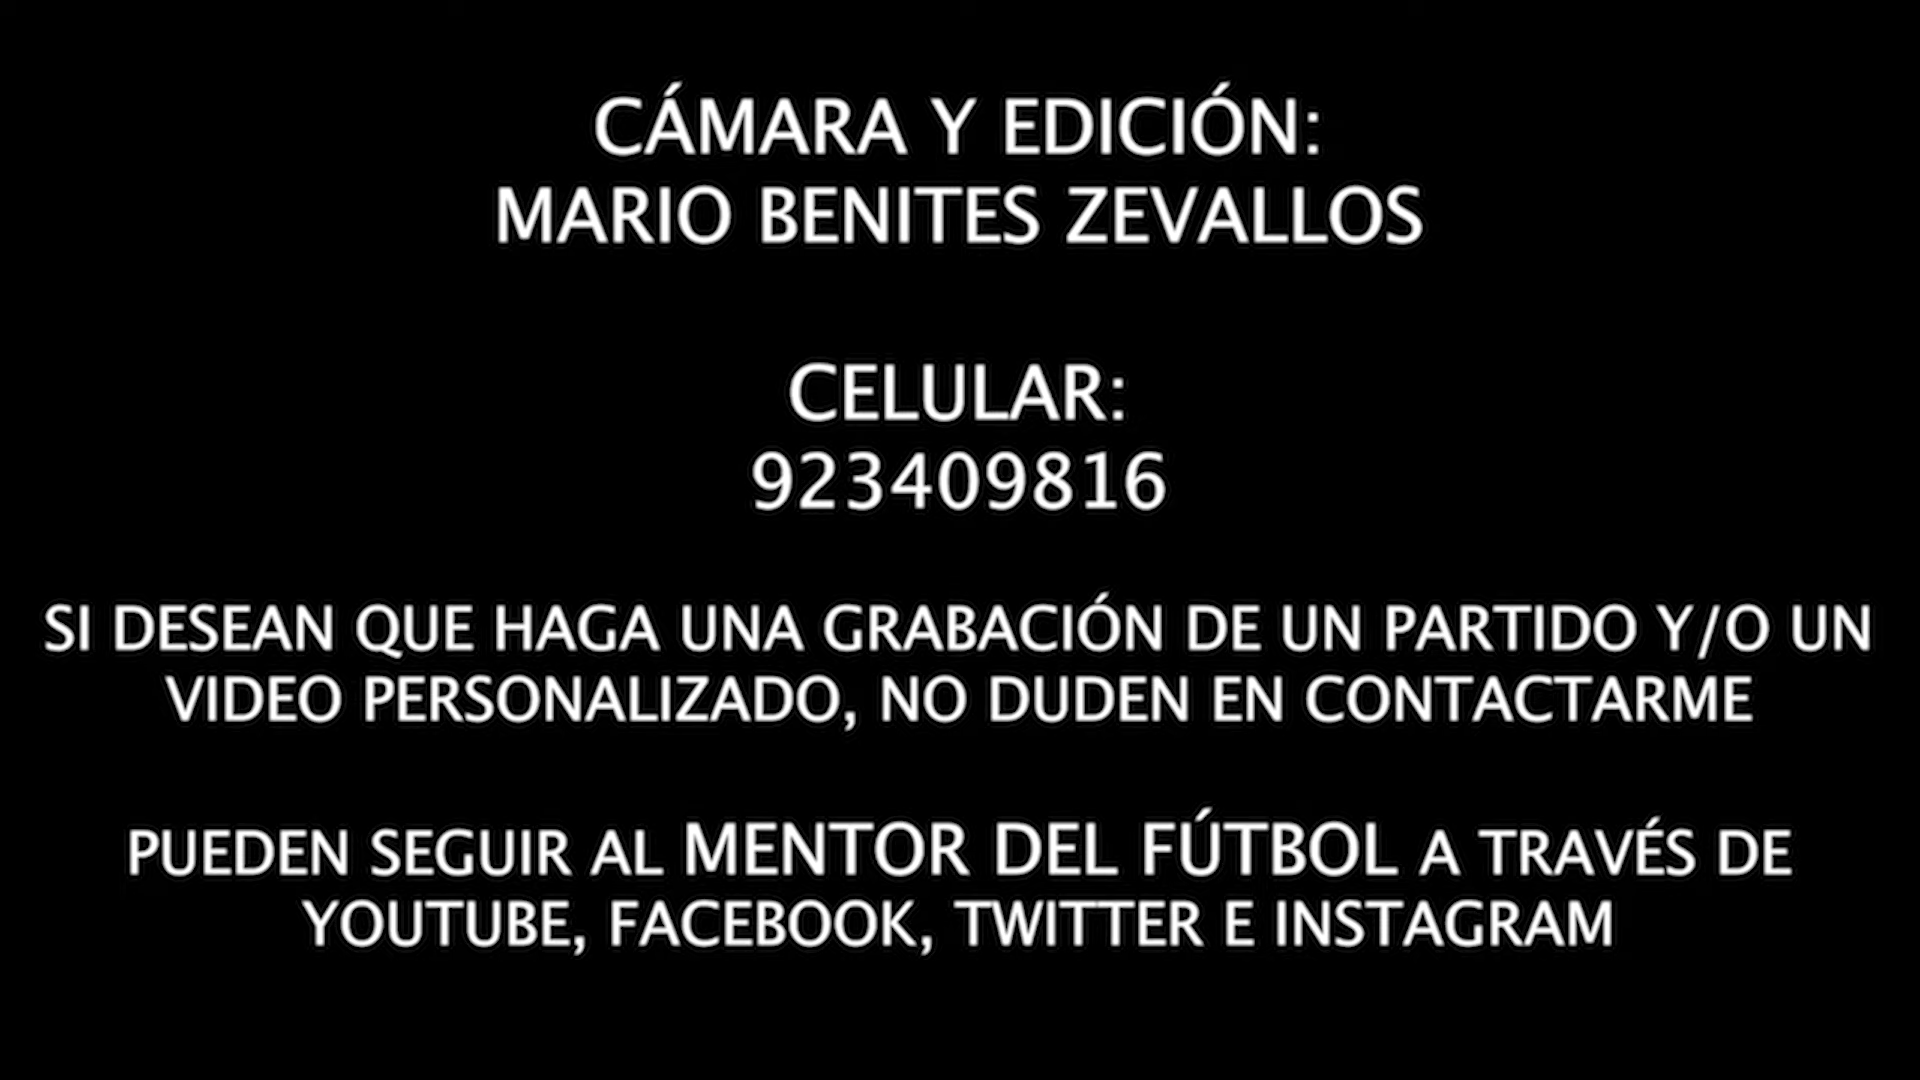 CÁMARA Y EDICIÓN:
MARIO BENITES ZEVALLOS
CELULAR:
923409816
SI DESEAN QUE HAGA UNA GRABACIÓN DE UN PARTIDO Y/O UN
VIDEO PERSONALIZADO, NO DUDEN EN CONTACTARME
PUEDEN SEGUIR AL MENTOR DEL FÚTBOL A TRAVÉS DE
YOUTUBE, FACEBOOK, TWITTER E INSTAGRAM